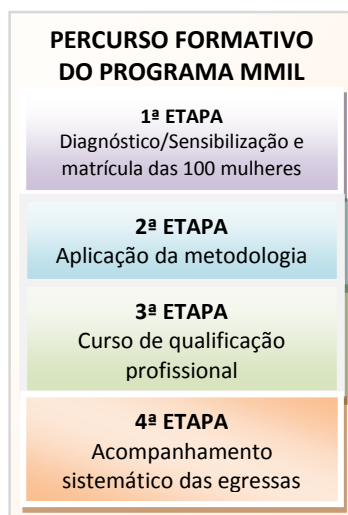 PERCURSO FORMATIVO
DO PROGRAMA MMIL
1ª ETAPA
Diagnóstico/Sensibilização e
matrícula das 100 mulheres
2ª ETAPA
Aplicação da metodologia
3ª ETAPA
Curso de qualificação
profissional
4ª ETAPA
Acompanhamento
sistemático das egressas